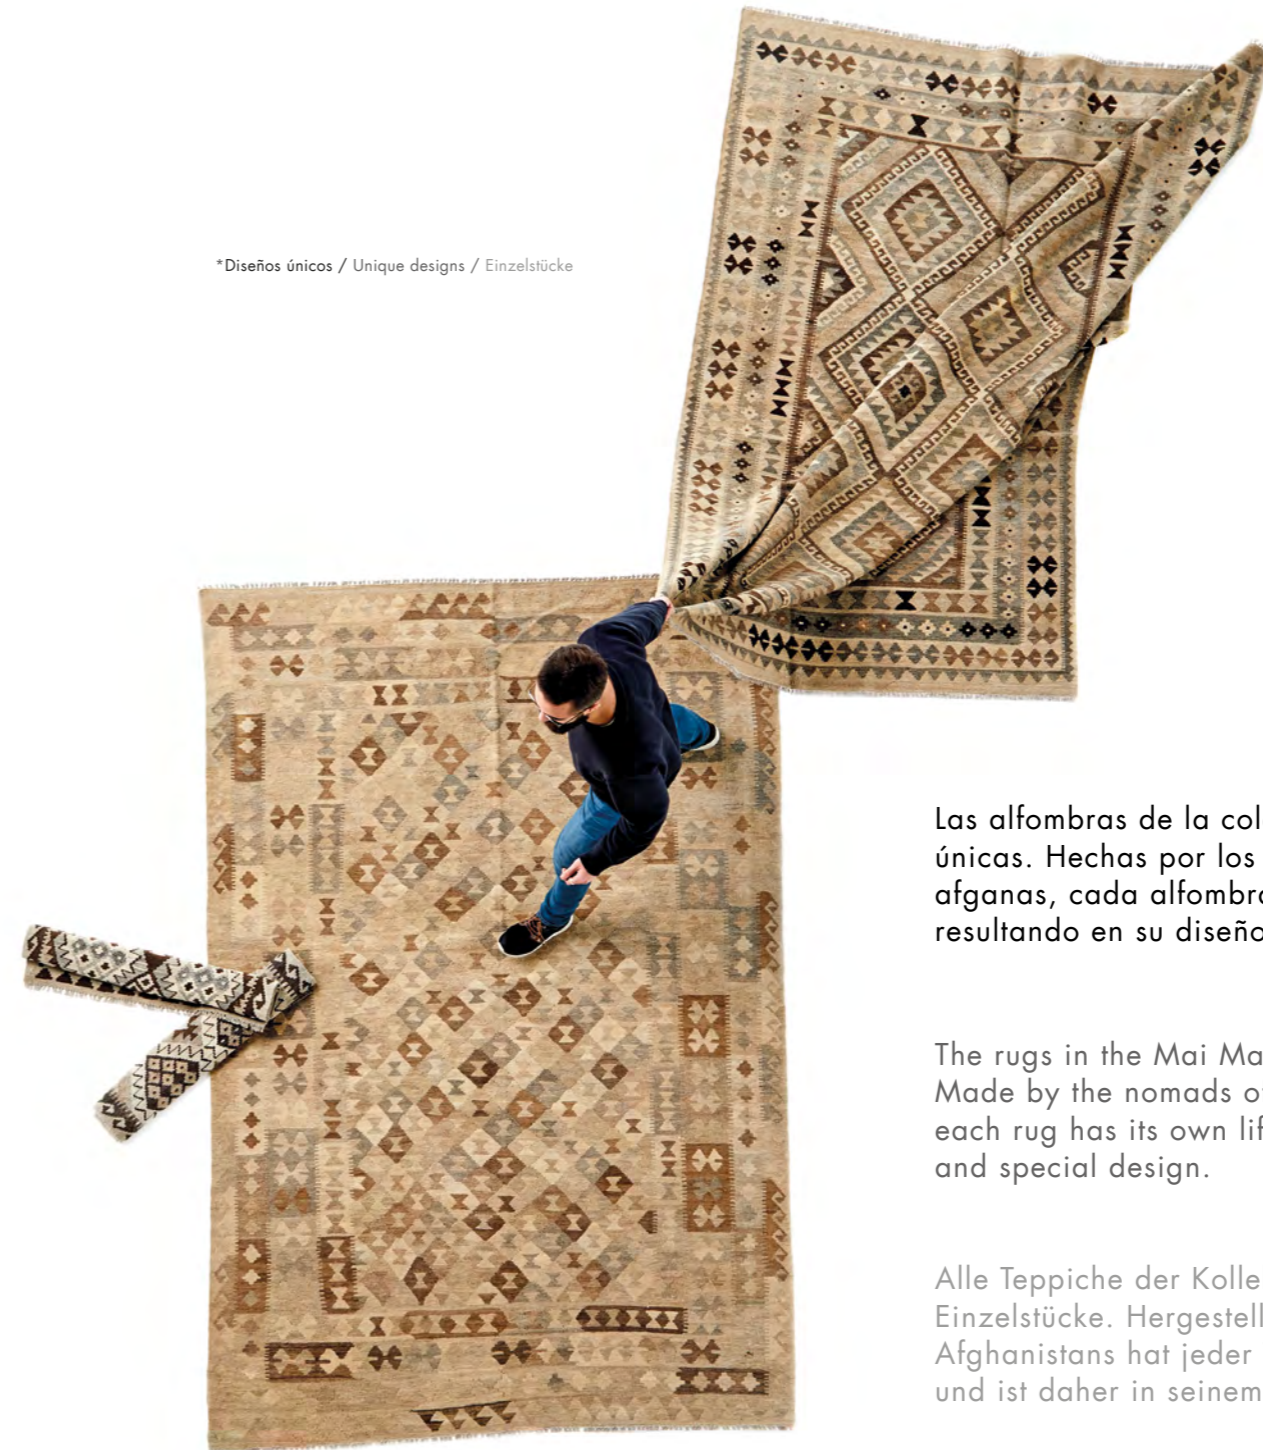 *Diseños únicos / Unique designs / Einzelstücke
Las alfombras de la col
únicas. Hechas por los
afganas, cada alfombra
resultando en su diseño
The rugs in the Mai Ma
Made by the nomads o
each rug has its own lif
and special design.
Alle Teppiche der Kolle
Einzelstücke. Hergestell
Afghanistans hat jeder
und ist daher in seinem